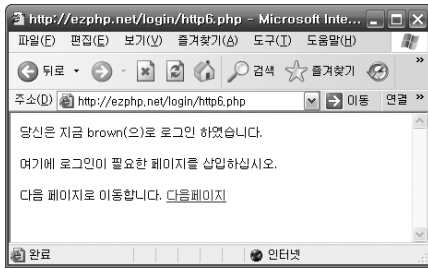 http://ezphp.net/login/http6.php - Microsoft Inte...
파일(F) 편집(E) 보기(V) 즐겨찾기(A) 도구(T) 도움말(H)
뒤로 검색 즐겨찾기 »
주소(D) http://ezphp.net/login/http6.php 이동 연결 »
당신은 지금 brown(으)로 로그인 하였습니다.
여기에 로그인이 필요한 페이지를 삽입하십시오.
다음 페이지로 이동합니다. 다음페이지
완료 인터넷